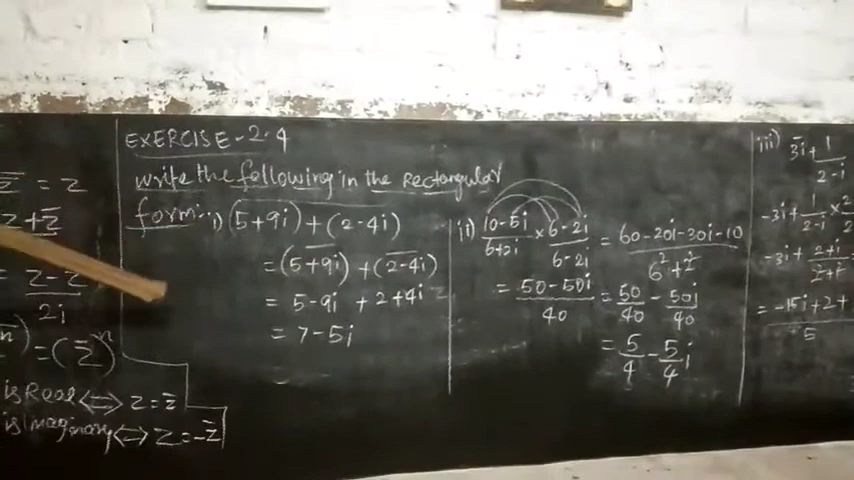 z̄̄ = z
z+z̄
= z-z̄
2i
= (z̄)ⁿ
is Real ⟺ z = z̄
is Imaginary ⟺ z = -z̄
EXERCISE-2.4
Write the following in the Rectangular
form:- i) (5+9i)+(2-4i)
= (5+9i)+(2-4i)
= 5-9i+2+4i
= 7-5i
ii) 10-5i/6+2i × 6-2i/6-2i = 60-20i-30i-10/6²+2²
= 50-50i/40 = 50/40 - 50i/40
= 5/4 - 5/4 i
iii) 3̄i + 1/2-i
-3i + 1/2-i × 2
-3i + 2+i/2²+
= -15i+2+
5